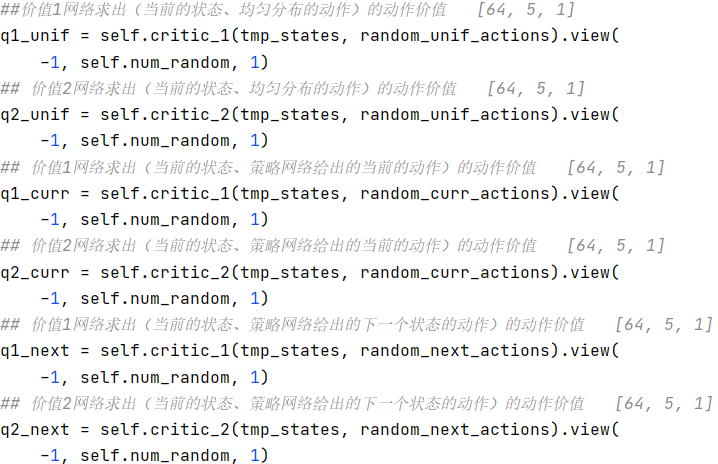 ##价值1网络求出（当前的状态、均匀分布的动作）的动作价值   [64, 5, 1]
q1_unif = self.critic_1(tmp_states, random_unif_actions).view(
    -1, self.num_random, 1)
## 价值2网络求出（当前的状态、均匀分布的动作）的动作价值   [64, 5, 1]
q2_unif = self.critic_2(tmp_states, random_unif_actions).view(
    -1, self.num_random, 1)
## 价值1网络求出（当前的状态、策略网络给出的当前的动作）的动作价值   [64, 5, 1]
q1_curr = self.critic_1(tmp_states, random_curr_actions).view(
    -1, self.num_random, 1)
## 价值2网络求出（当前的状态、策略网络给出的当前的动作）的动作价值   [64, 5, 1]
q2_curr = self.critic_2(tmp_states, random_curr_actions).view(
    -1, self.num_random, 1)
## 价值1网络求出（当前的状态、策略网络给出的下一个状态的动作）的动作价值   [64, 5, 1]
q1_next = self.critic_1(tmp_states, random_next_actions).view(
    -1, self.num_random, 1)
## 价值2网络求出（当前的状态、策略网络给出的下一个状态的动作）的动作价值   [64, 5, 1]
q2_next = self.critic_2(tmp_states, random_next_actions).view(
    -1, self.num_random, 1)